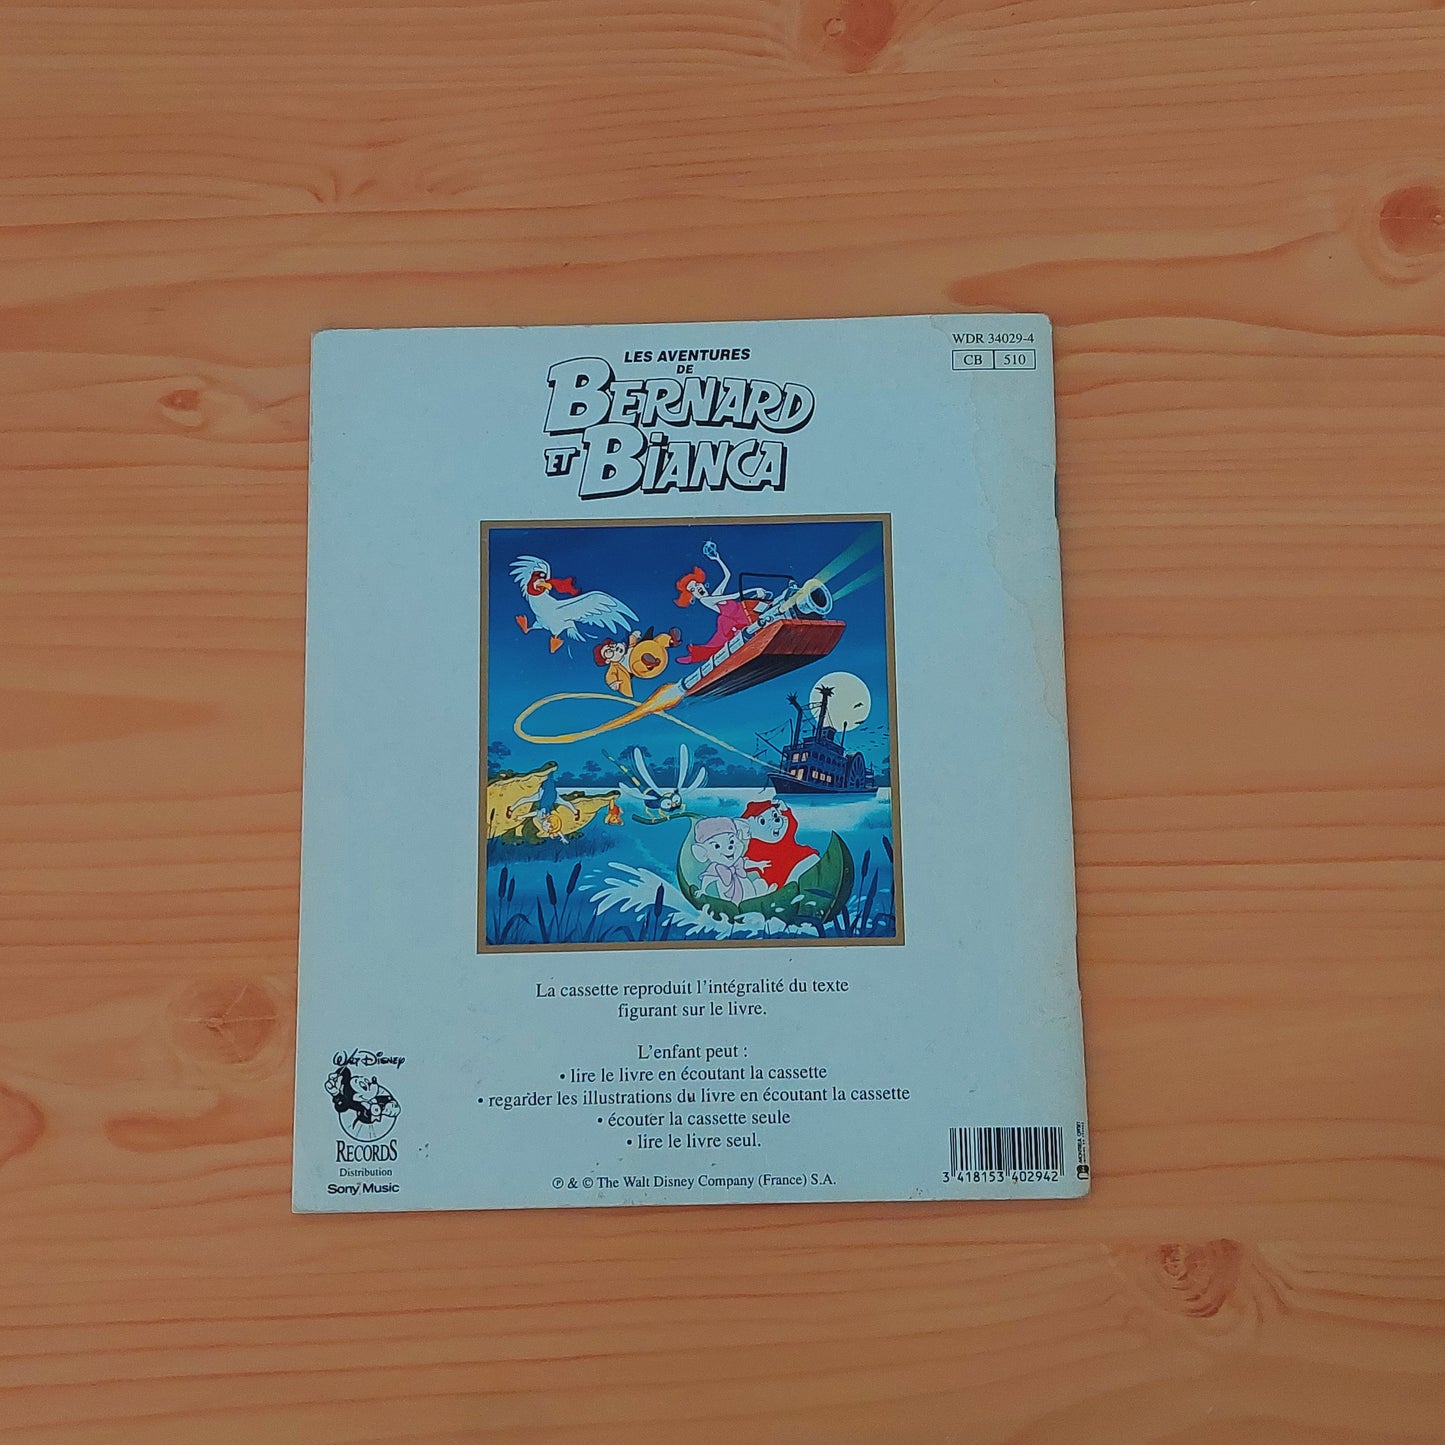 WDR 34029-4
CB 510
LES AVENTURES
DE
BERNARD
ET BIANCA
La cassette reproduit l'intégralité du texte
figurant sur le livre.
L'enfant peut :
• lire le livre en écoutant la cassette
• regarder les illustrations du livre en écoutant la cassette
• écouter la cassette seule
• lire le livre seul.
WALT DISNEY
RECORDS
Distribution
Sony Music
℗ & © The Walt Disney Company (France) S.A.
3 418153 402942